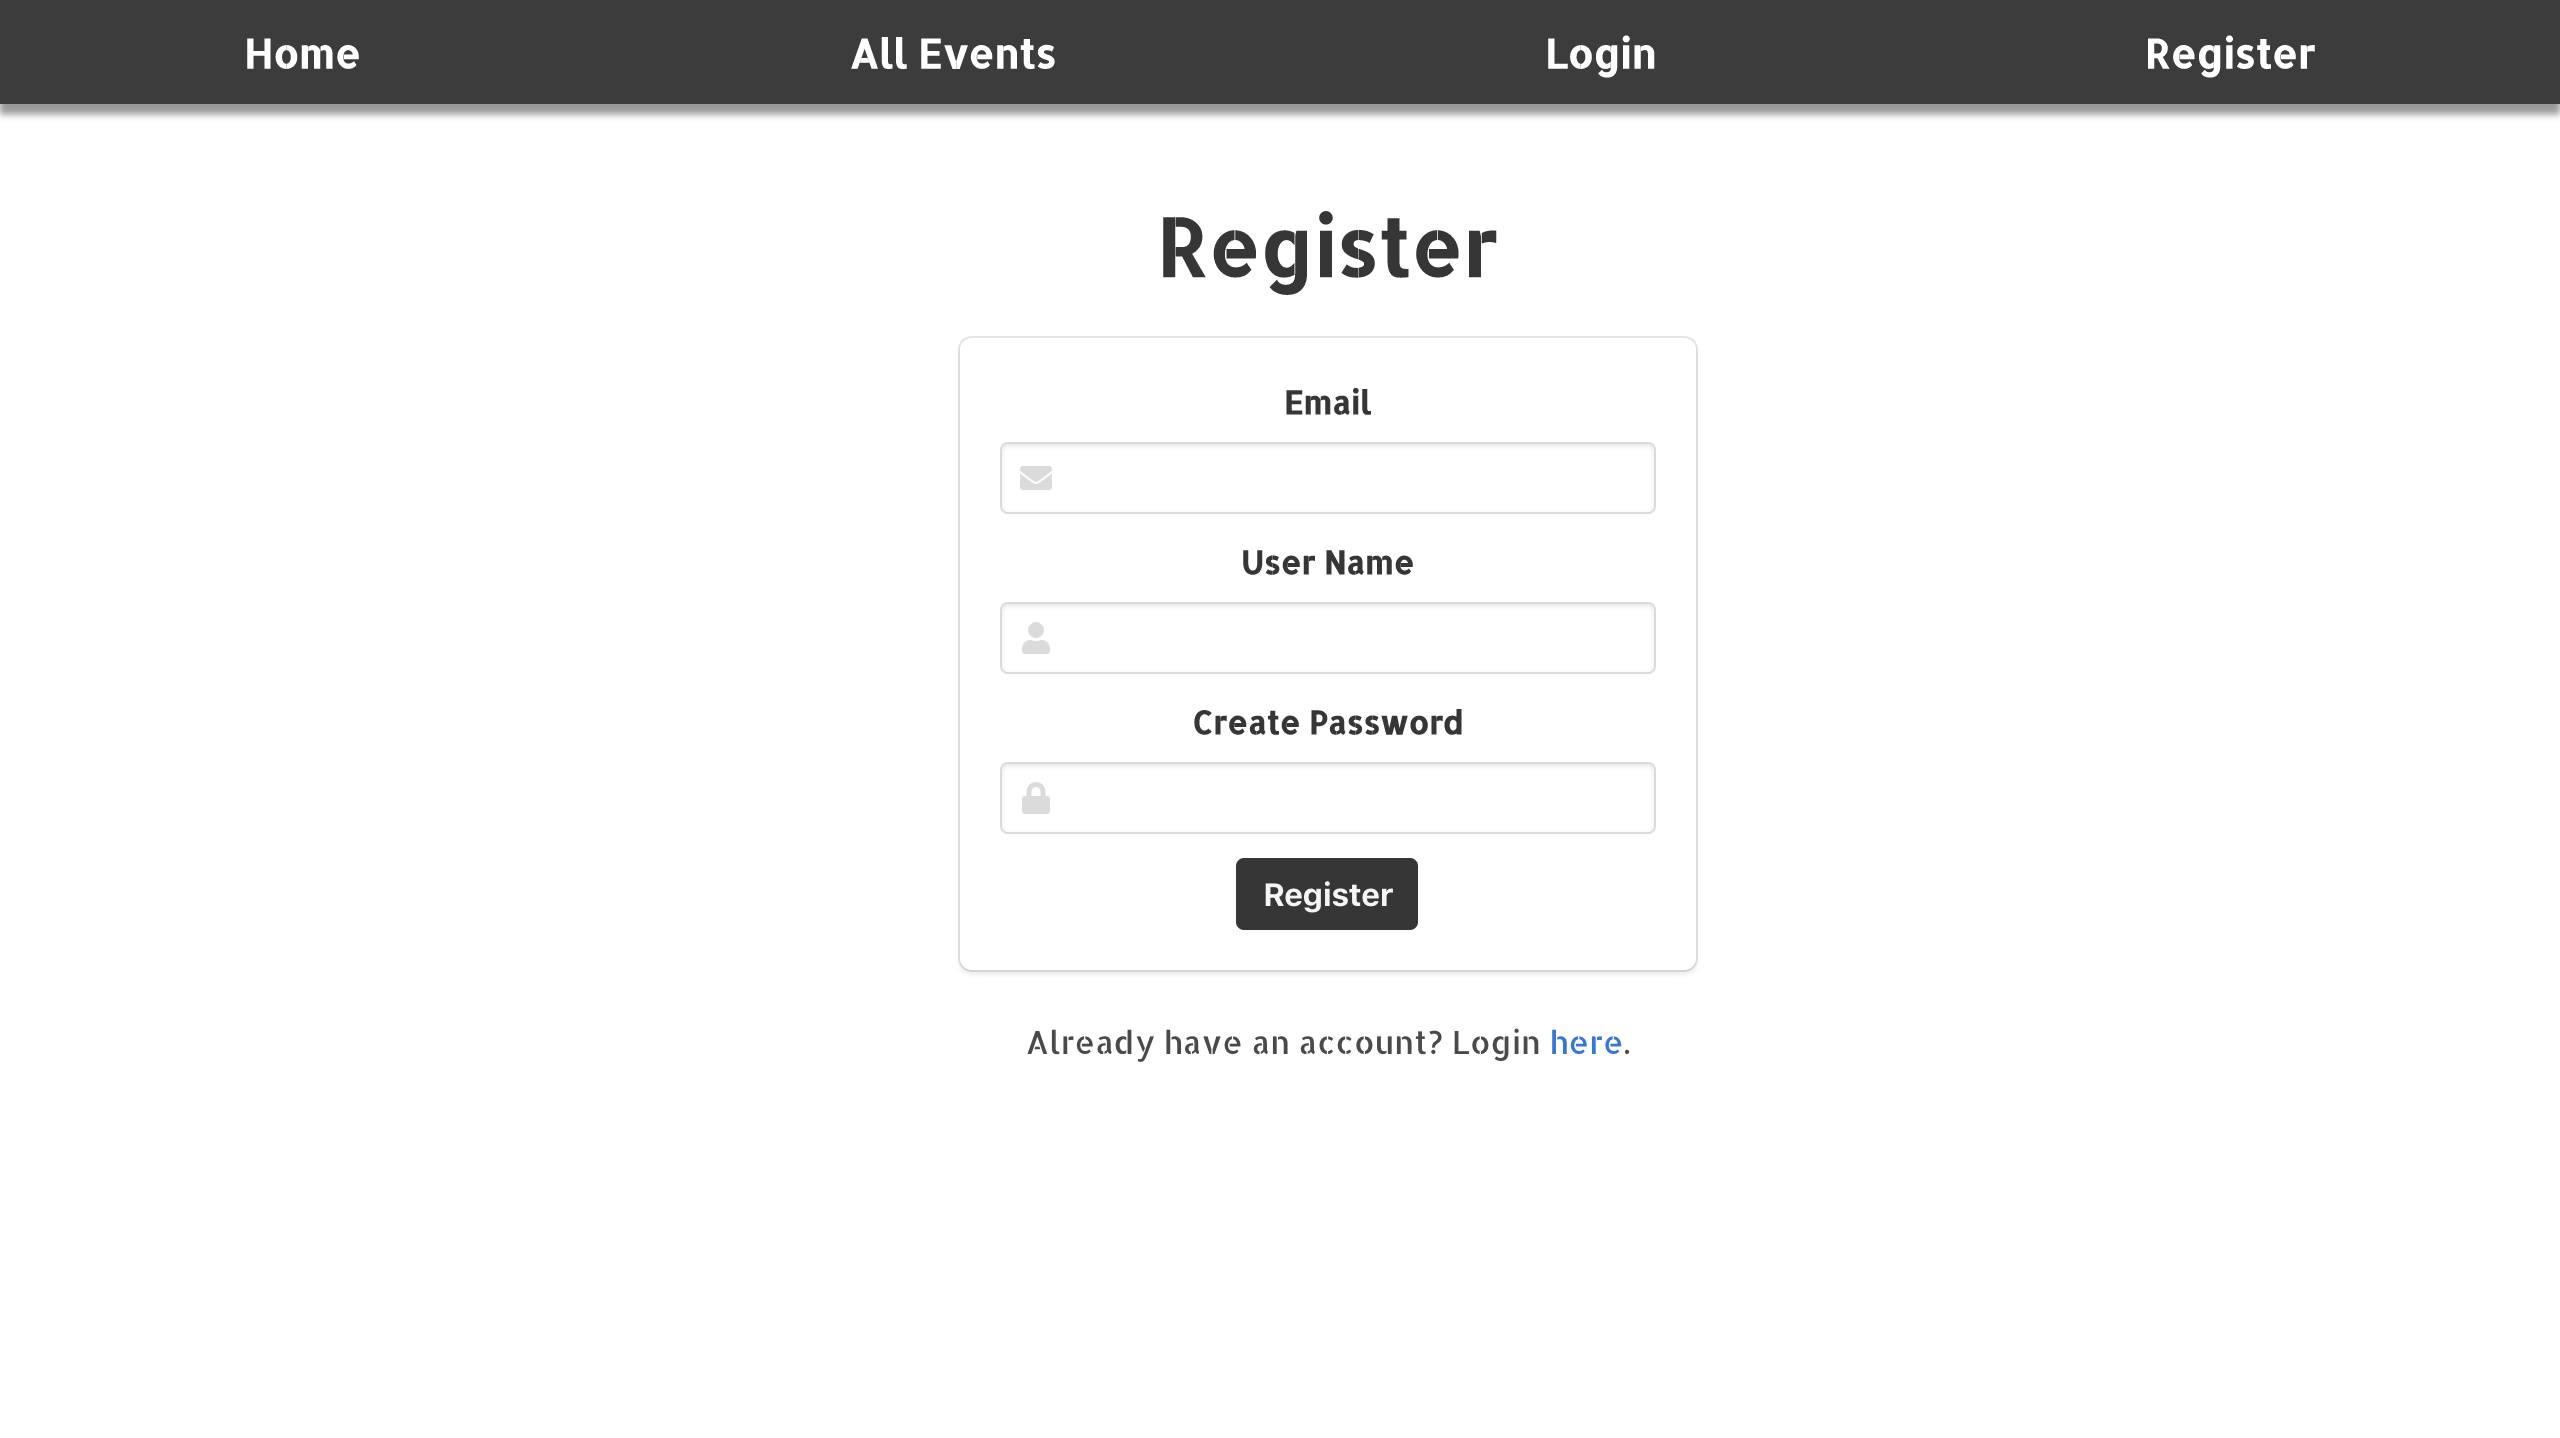 Home All Events Login Register
Register
Email
User Name
Create Password
Register
Already have an account? Login here.